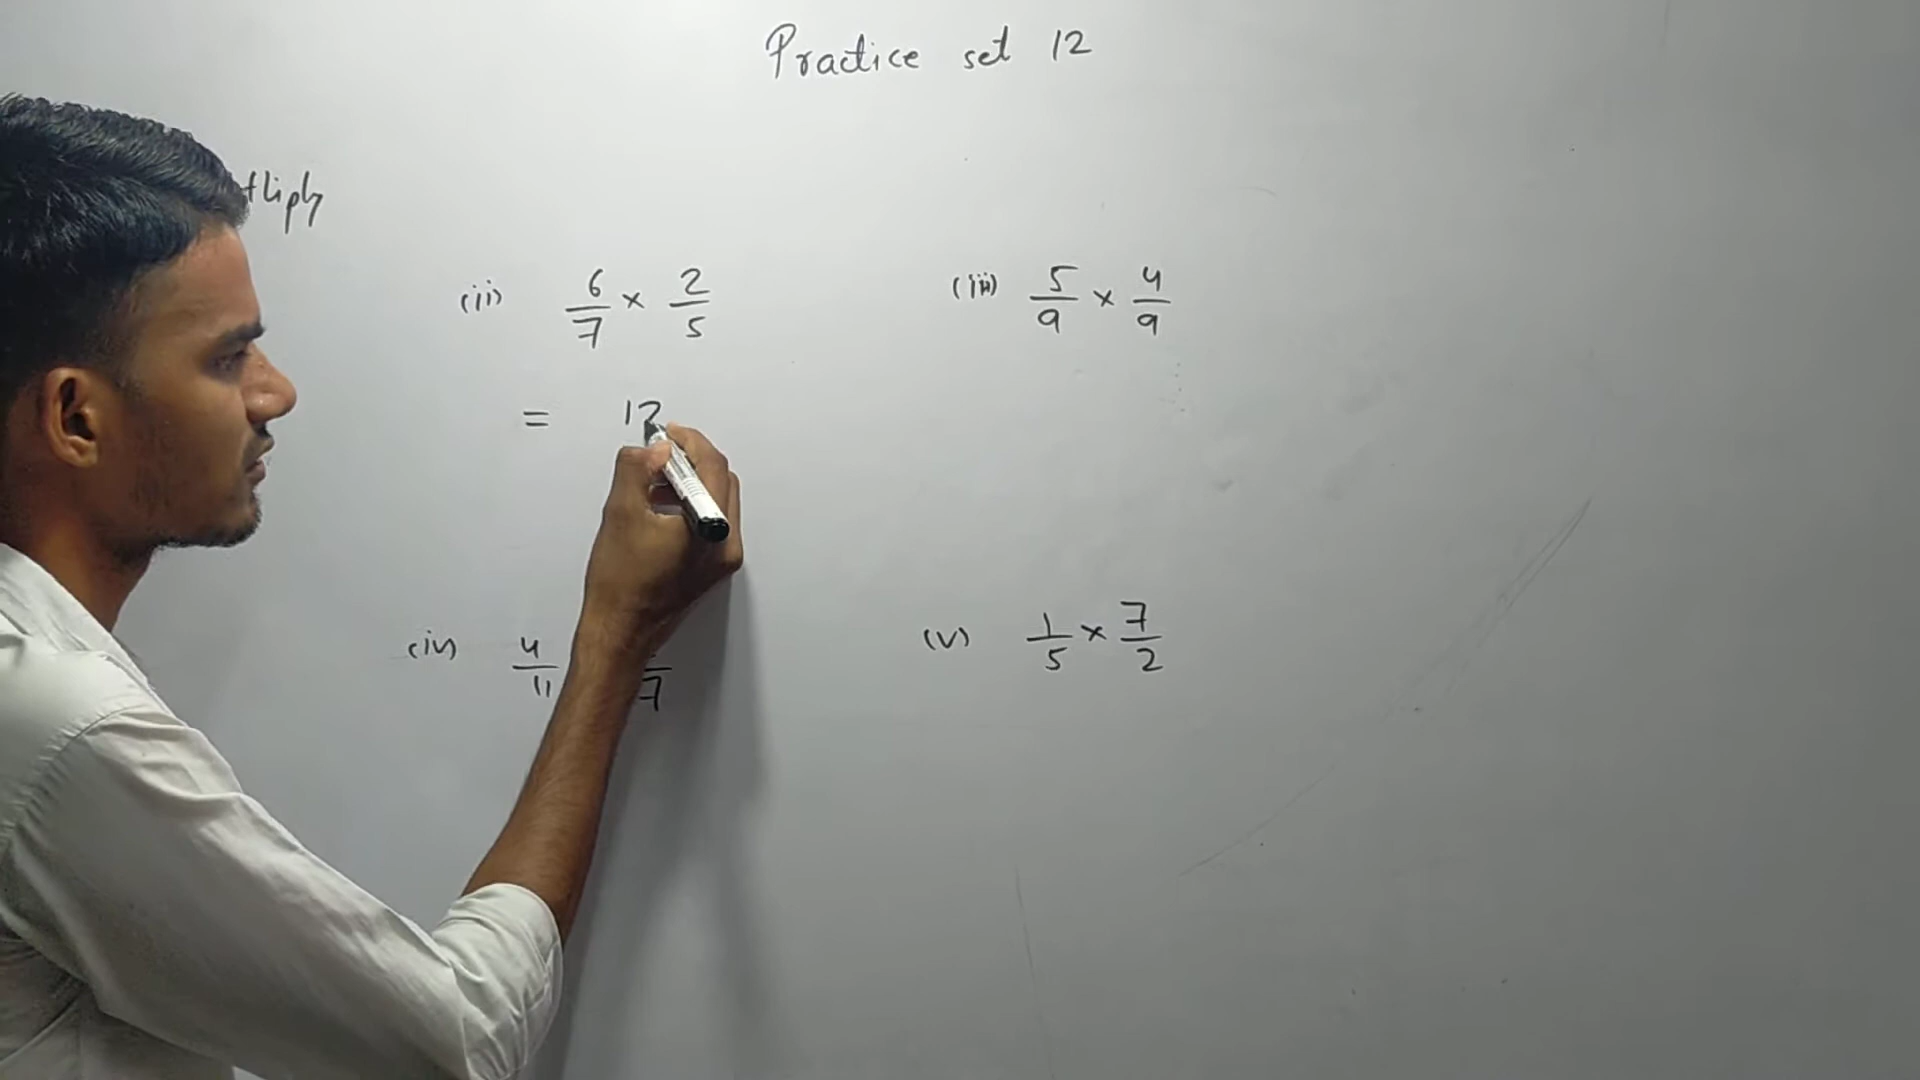 Practice set 12
tliply
(ii) 6/7 × 2/5
(iii) 5/9 × 4/9
= 12
(iv) 4/11 /7
(v) 1/5 × 7/2